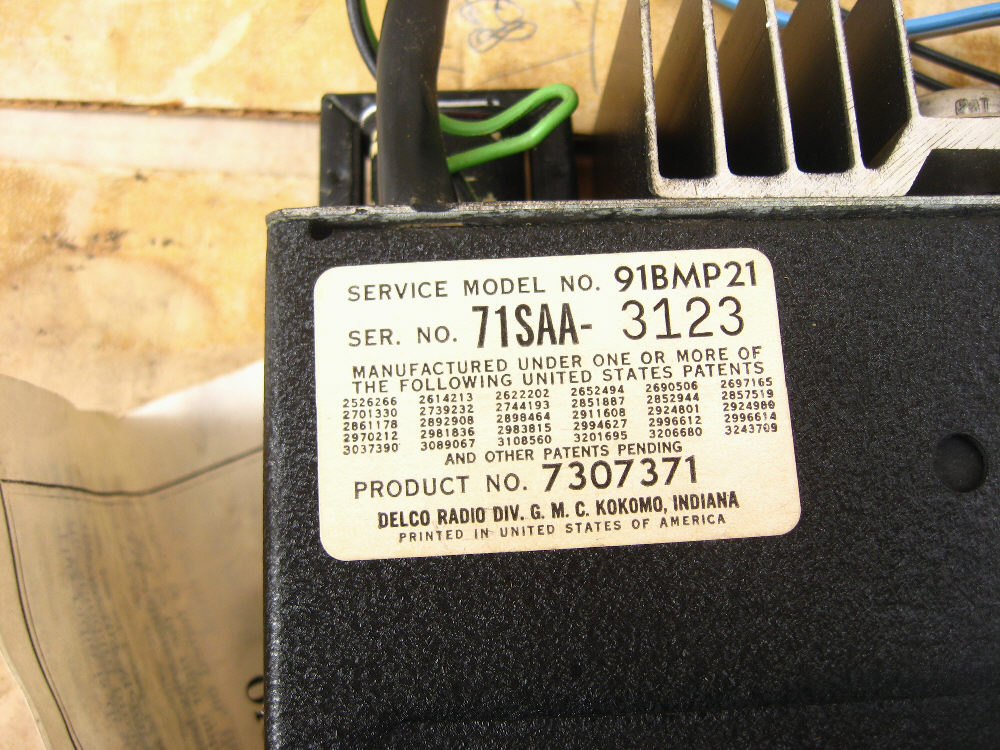 SERVICE MODEL NO. 91BMP21
SER. NO. 71SAA- 3123
MANUFACTURED UNDER ONE OR MORE OF
THE FOLLOWING UNITED STATES PATENTS
2526266 2614213 2622202 2652494 2690506 2697165
2701330 2739232 2744193 2851887 2852944 2857519
2861178 2892908 2898464 2911608 2924801 2924980
2970212 2981836 2983815 2994627 2996612 2996614
3037390 3089067 3108560 3201695 3206680 3243709
AND OTHER PATENTS PENDING
PRODUCT NO. 7307371
DELCO RADIO DIV. G. M. C. KOKOMO, INDIANA
PRINTED IN UNITED STATES OF AMERICA